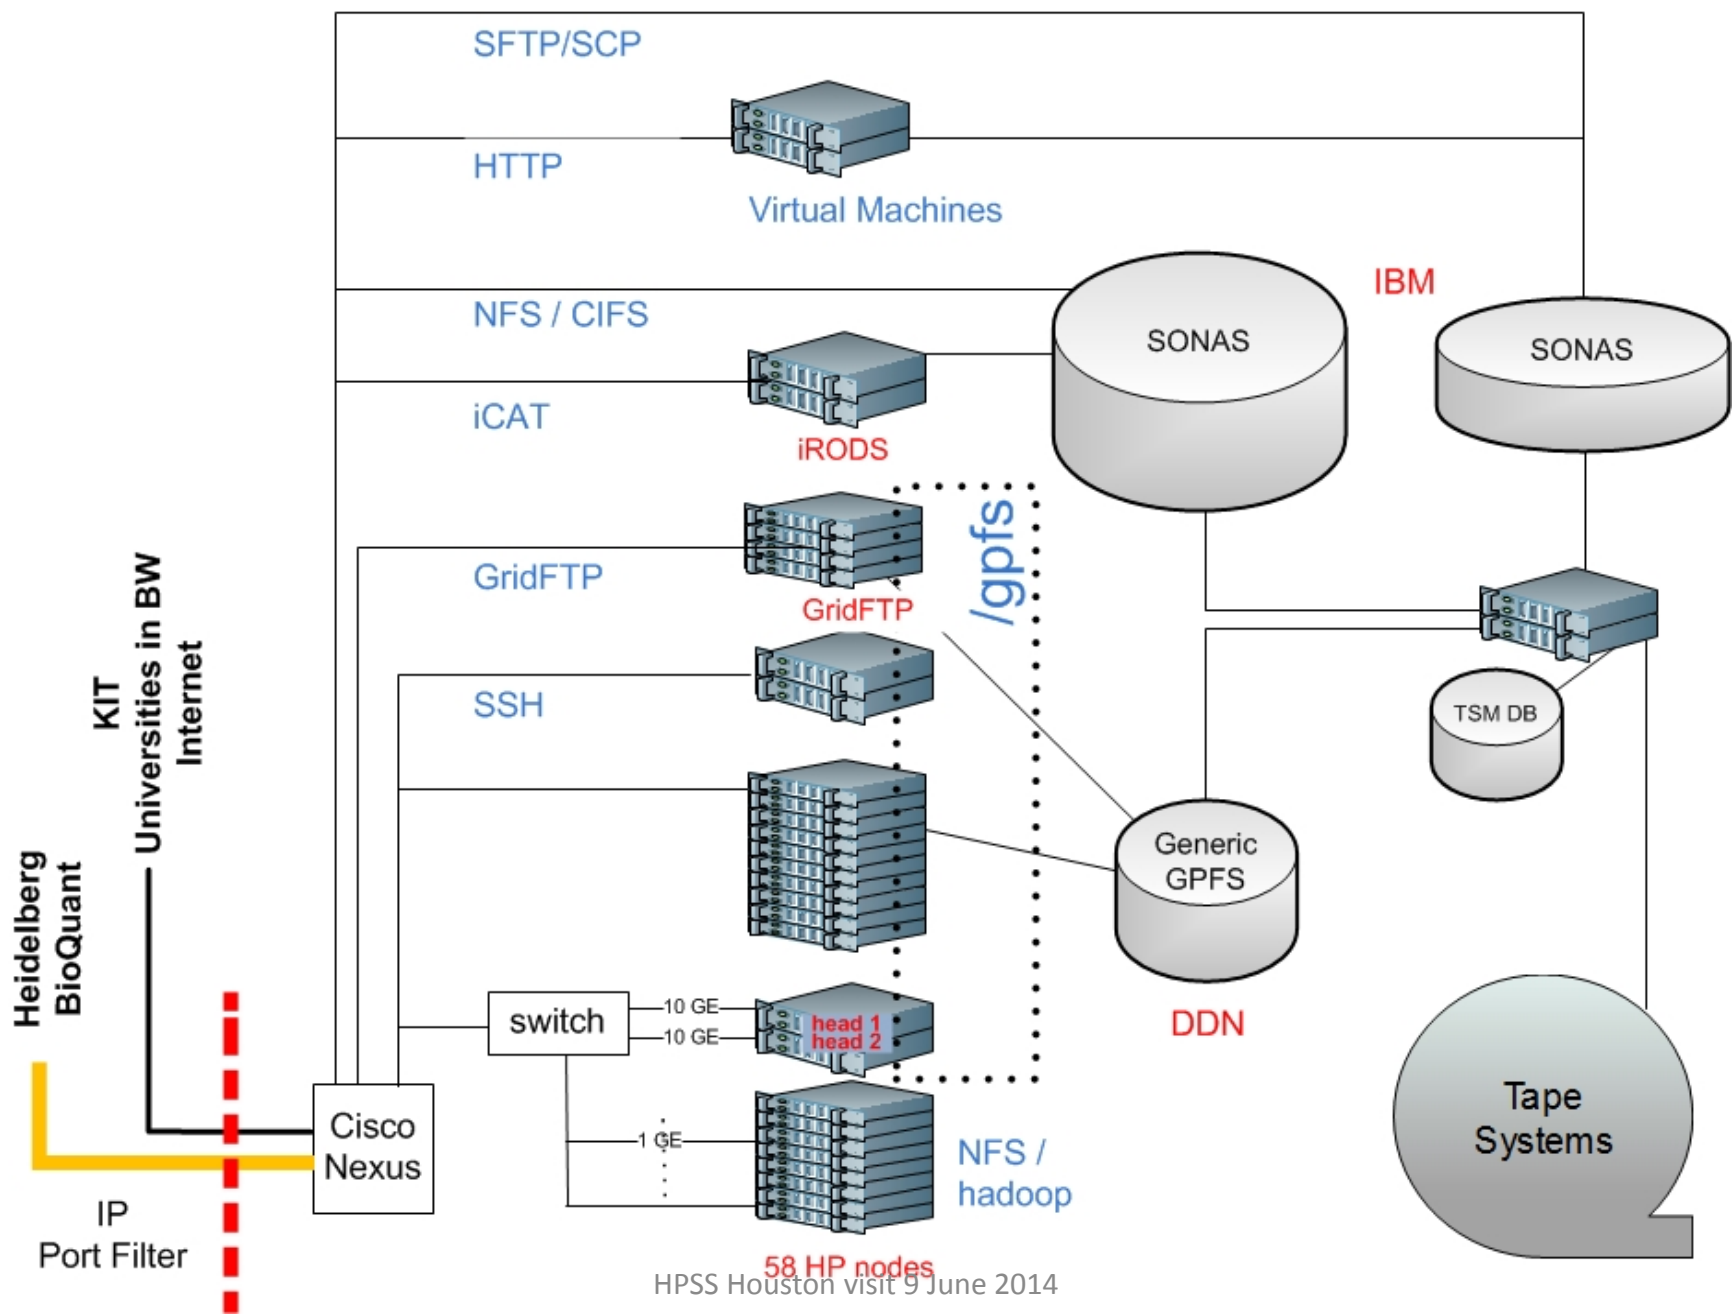 SFTP/SCP
HTTP
Virtual Machines
NFS / CIFS
SONAS
IBM
SONAS
iCAT
iRODS
/gpfs
GridFTP
GridFTP
SSH
TSM DB
KIT
Universities in BW
Internet
Generic
GPFS
DDN
Heidelberg
BioQuant
switch
10 GE
10 GE
head 1
head 2
Cisco
Nexus
1 GE
NFS /
hadoop
Tape
Systems
IP
Port Filter
58 HP nodes
HPSS Houston visit 9 June 2014